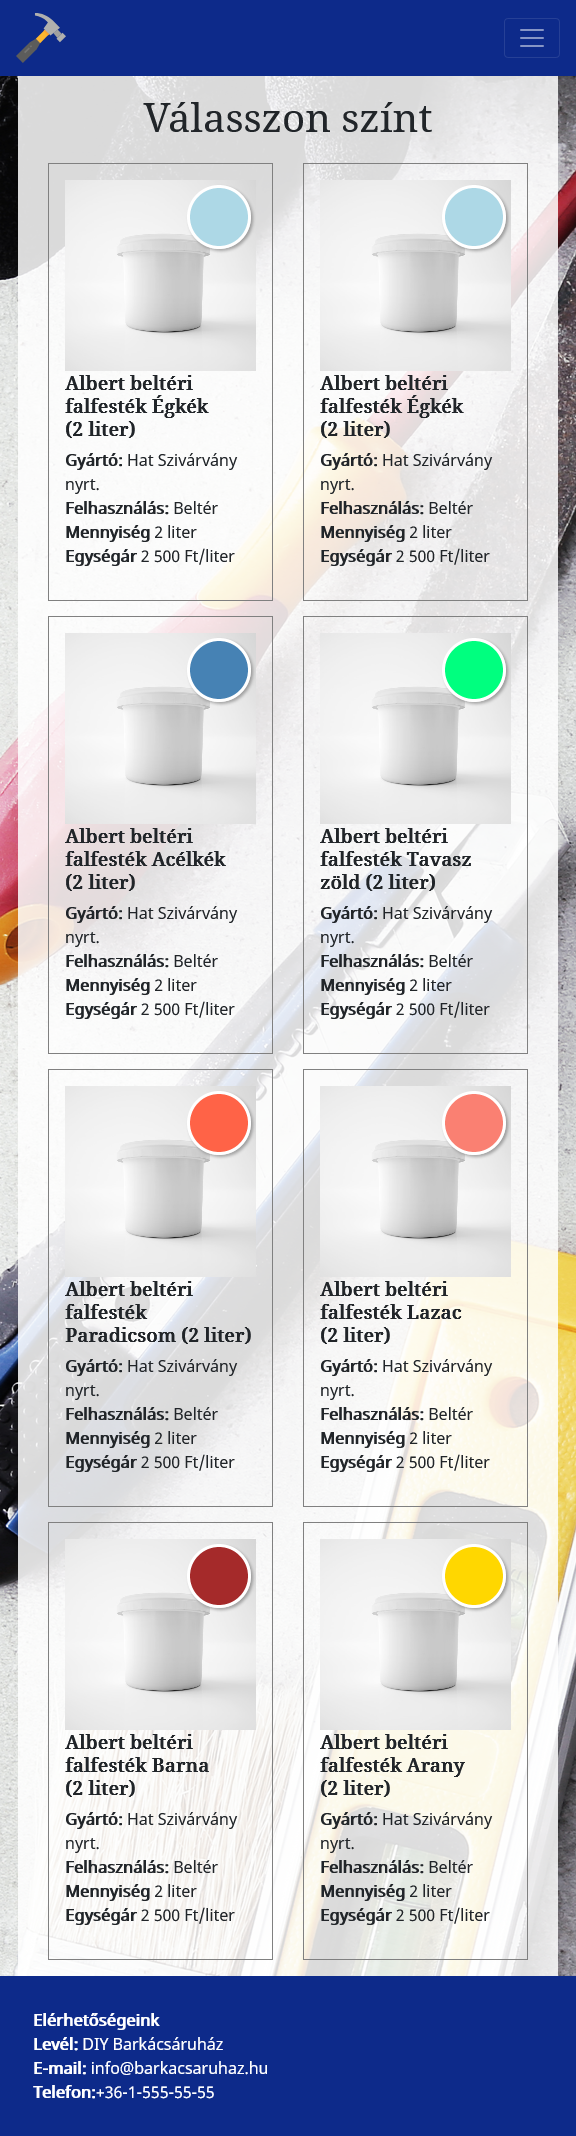 Válasszon színt
Albert beltéri
falfesték Égkék
(2 liter)
Gyártó: Hat Szivárvány
nyrt.
Felhasználás: Beltér
Mennyiség 2 liter
Egységár 2 500 Ft/liter
Albert beltéri
falfesték Égkék
(2 liter)
Gyártó: Hat Szivárvány
nyrt.
Felhasználás: Beltér
Mennyiség 2 liter
Egységár 2 500 Ft/liter
Albert beltéri
falfesték Acélkék
(2 liter)
Gyártó: Hat Szivárvány
nyrt.
Felhasználás: Beltér
Mennyiség 2 liter
Egységár 2 500 Ft/liter
Albert beltéri
falfesték Tavasz
zöld (2 liter)
Gyártó: Hat Szivárvány
nyrt.
Felhasználás: Beltér
Mennyiség 2 liter
Egységár 2 500 Ft/liter
Albert beltéri
falfesték
Paradicsom (2 liter)
Gyártó: Hat Szivárvány
nyrt.
Felhasználás: Beltér
Mennyiség 2 liter
Egységár 2 500 Ft/liter
Albert beltéri
falfesték Lazac
(2 liter)
Gyártó: Hat Szivárvány
nyrt.
Felhasználás: Beltér
Mennyiség 2 liter
Egységár 2 500 Ft/liter
Albert beltéri
falfesték Barna
(2 liter)
Gyártó: Hat Szivárvány
nyrt.
Felhasználás: Beltér
Mennyiség 2 liter
Egységár 2 500 Ft/liter
Albert beltéri
falfesték Arany
(2 liter)
Gyártó: Hat Szivárvány
nyrt.
Felhasználás: Beltér
Mennyiség 2 liter
Egységár 2 500 Ft/liter
Elérhetőségeink
Levél: DIY Barkácsáruház
E-mail: info@barkacsaruhaz.hu
Telefon:+36-1-555-55-55